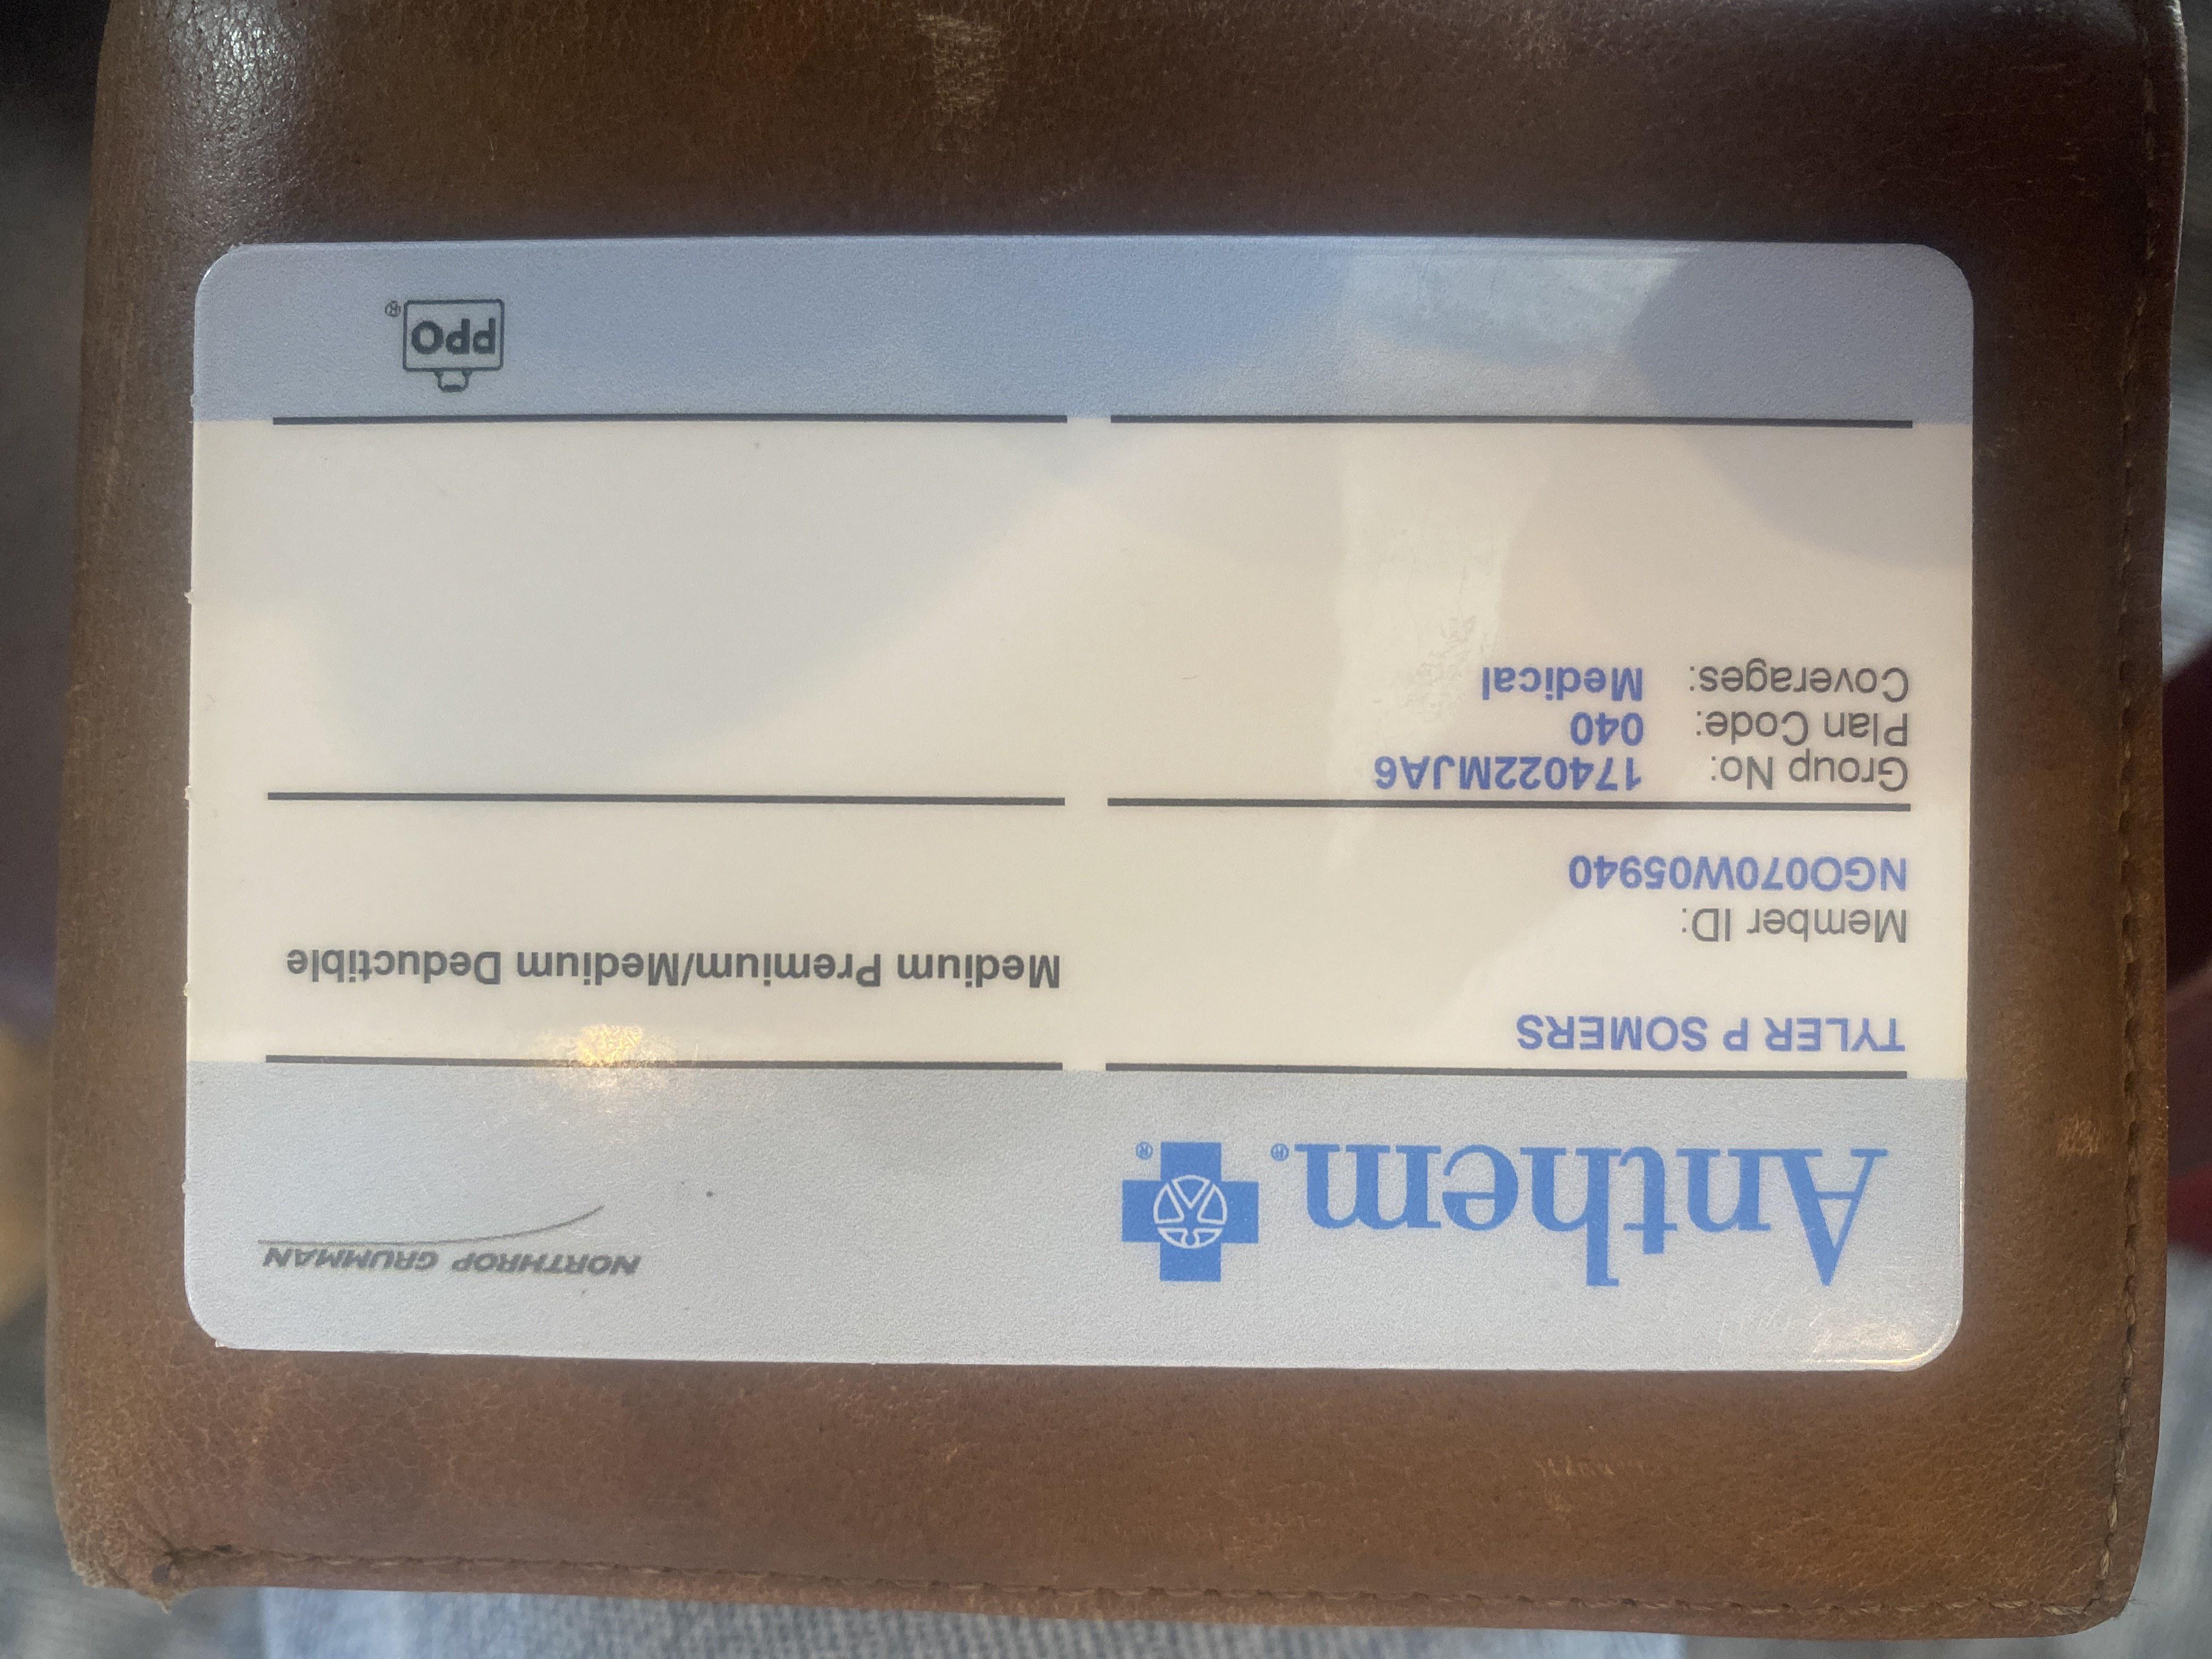 Anthem®
NORTHROP GRUMMAN
TYLER P SOMERS
Member ID:
NGO070W05940
Medium Premium/Medium Deductible
Group No: 174022MJA6
Plan Code: 040
Coverages: Medical
PPO®